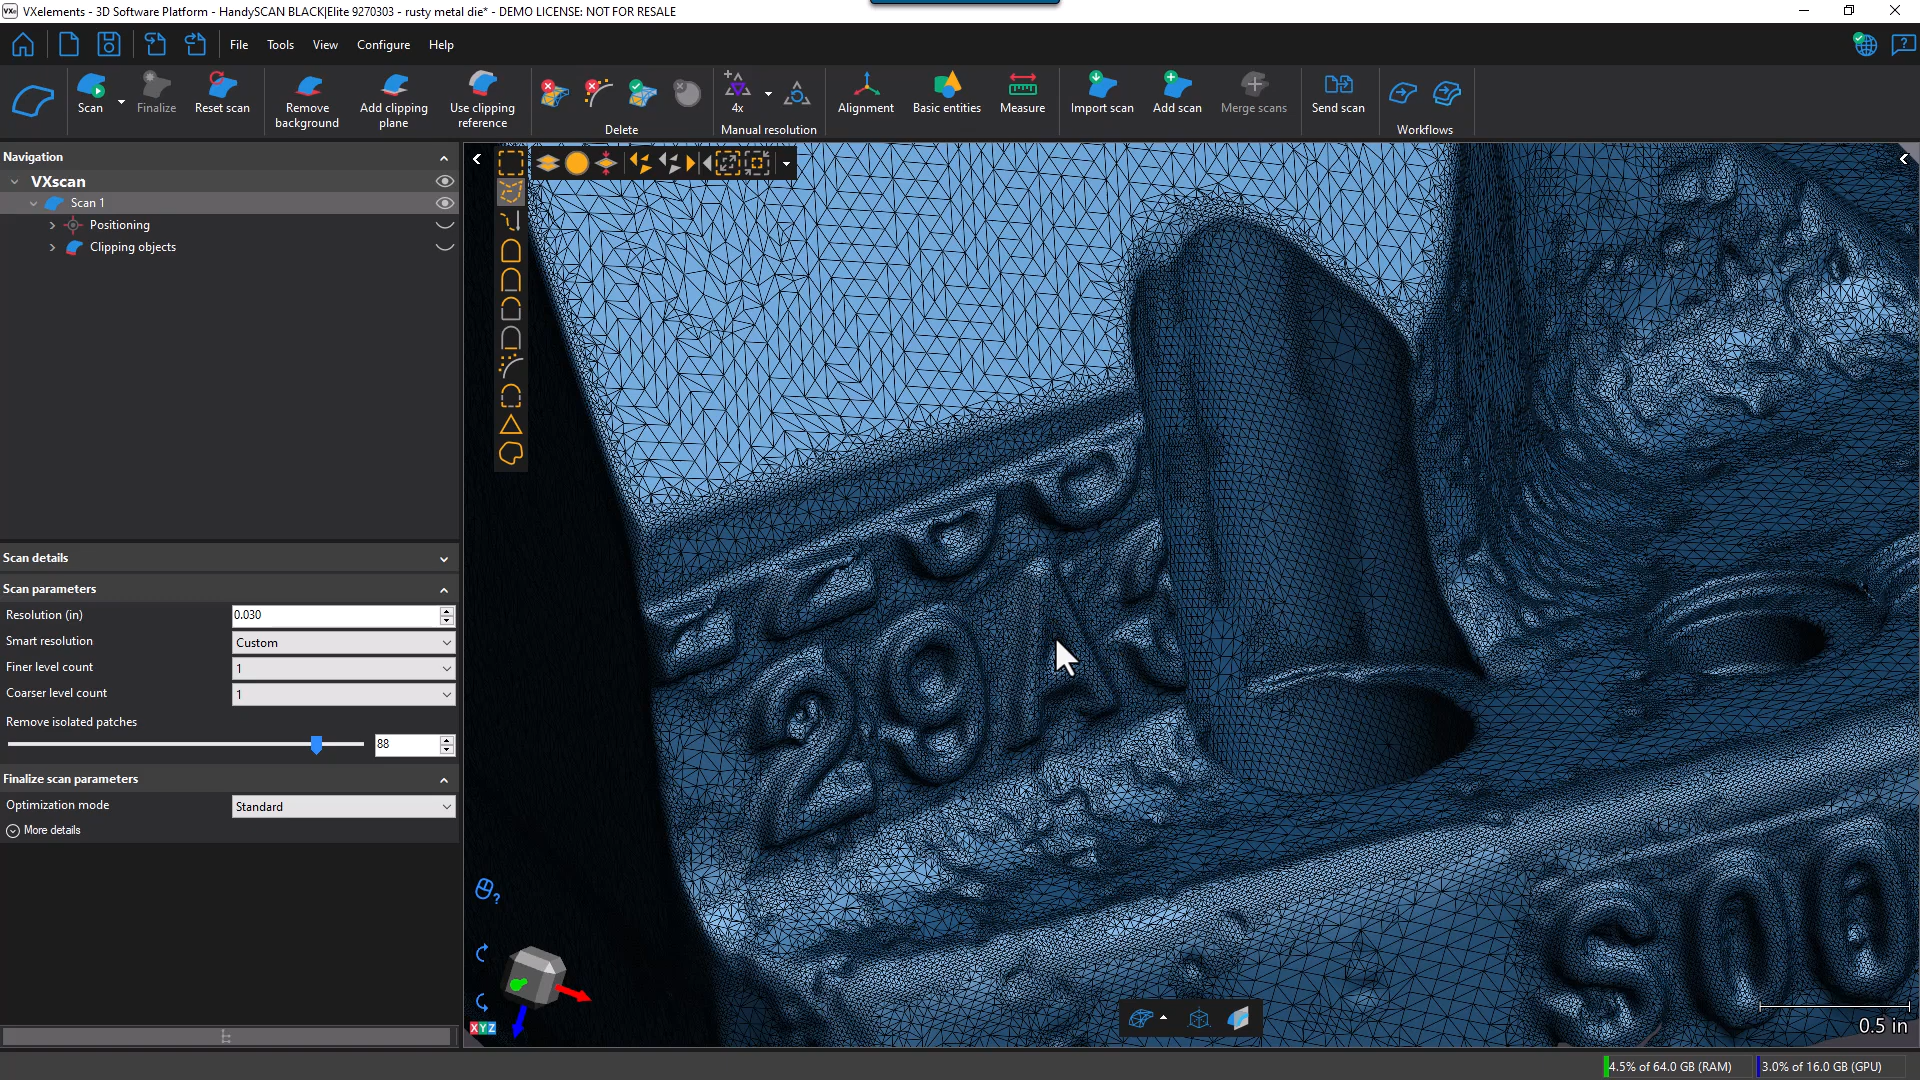 VXelements - 3D Software Platform - HandySCAN BLACK|Elite 9270303 - rusty metal die* - DEMO LICENSE: NOT FOR RESALE
File Tools View Configure Help
Scan
Finalize
Reset scan
Remove background
Add clipping plane
Use clipping reference
Delete
4x
Manual resolution
Alignment
Basic entities
Measure
Import scan
Add scan
Merge scans
Send scan
Workflows
Navigation
VXscan
Scan 1
Positioning
Clipping objects
Scan details
Scan parameters
Resolution (in) 0.030
Smart resolution Custom
Finer level count 1
Coarser level count 1
Remove isolated patches
88
Finalize scan parameters
Optimization mode Standard
More details
29A
500
XYZ
0.5 in
4.5% of 64.0 GB (RAM) 3.0% of 16.0 GB (GPU)